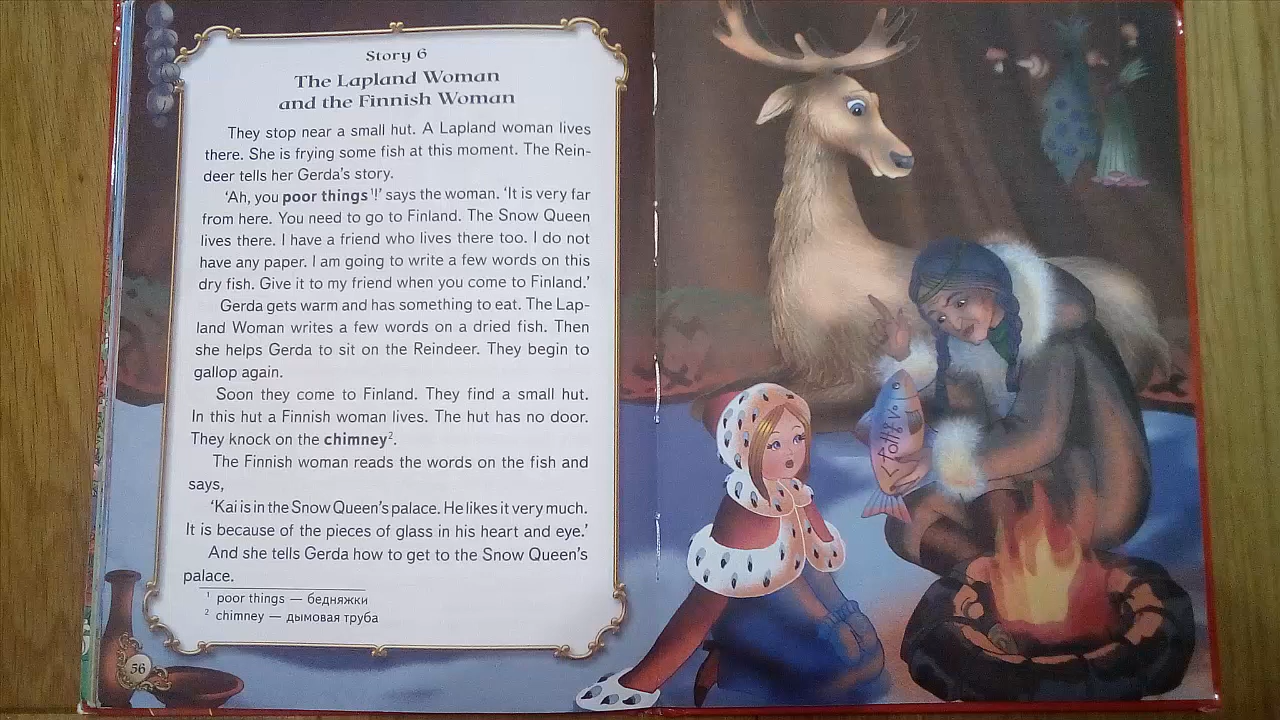 Story 6
The Lapland Woman
and the Finnish Woman
They stop near a small hut. A Lapland woman lives
there. She is frying some fish at this moment. The Rein-
deer tells her Gerda's story.
'Ah, you poor things¹!' says the woman. 'It is very far
from here. You need to go to Finland. The Snow Queen
lives there. I have a friend who lives there too. I do not
have any paper. I am going to write a few words on this
dry fish. Give it to my friend when you come to Finland.'
Gerda gets warm and has something to eat. The Lap-
land Woman writes a few words on a dried fish. Then
she helps Gerda to sit on the Reindeer. They begin to
gallop again.
Soon they come to Finland. They find a small hut.
In this hut a Finnish woman lives. The hut has no door.
They knock on the chimney².
The Finnish woman reads the words on the fish and
says,
'Kai is in the Snow Queen's palace. He likes it very much.
It is because of the pieces of glass in his heart and eye.'
And she tells Gerda how to get to the Snow Queen's
palace.
¹ poor things — бедняжки
² chimney — дымовая труба
56